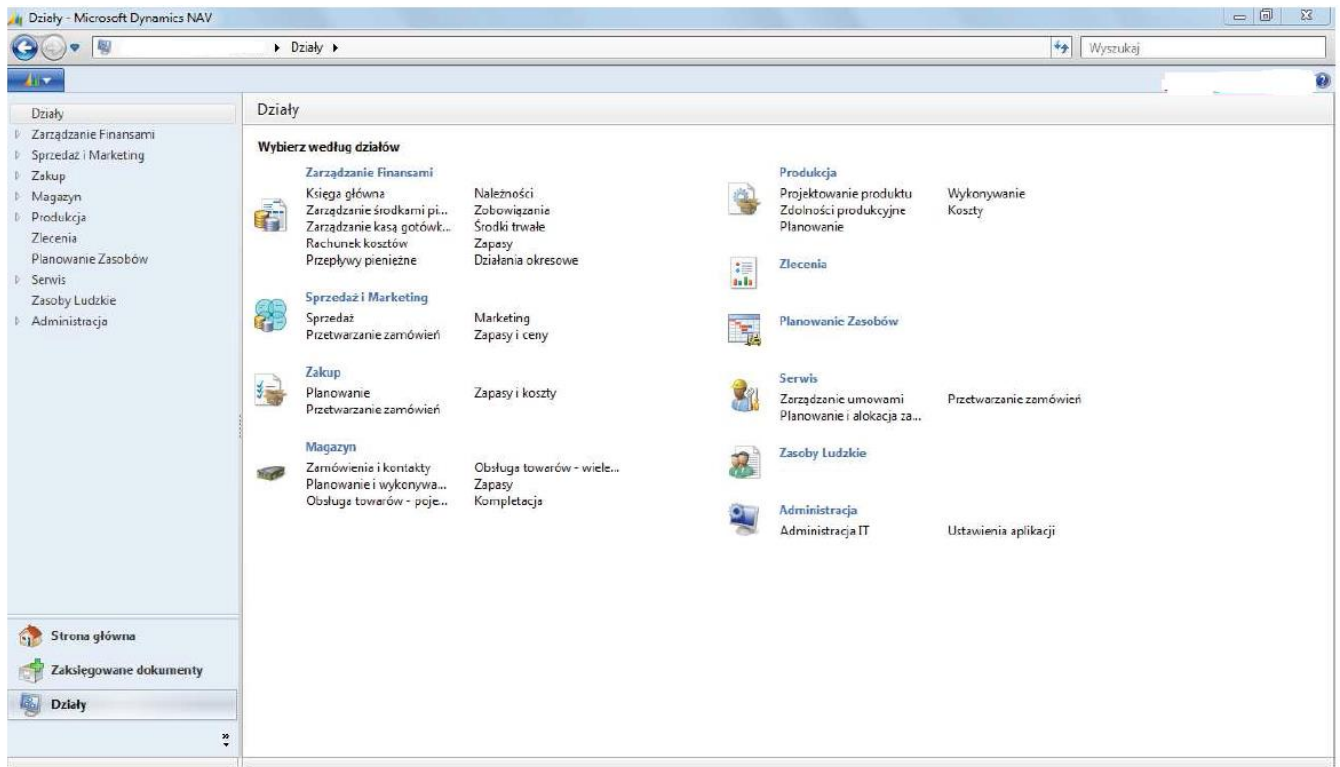 Działy - Microsoft Dynamics NAV
Działy
Wyszukaj
Działy
Zarządzanie Finansami
Sprzedaż i Marketing
Zakup
Magazyn
Produkcja
Zlecenia
Planowanie Zasobów
Serwis
Zasoby Ludzkie
Administracja
Strona główna
Zaksięgowane dokumenty
Działy
Działy
Wybierz według działów
Zarządzanie Finansami
Księga główna Należności
Zarządzanie środkami pi... Zobowiązania
Zarządzanie kasą gotówk... Środki trwałe
Rachunek kosztów Zapasy
Przepływy pieniężne Działania okresowe
Sprzedaż i Marketing
Sprzedaż Marketing
Przetwarzanie zamówień Zapasy i ceny
Zakup
Planowanie Zapasy i koszty
Przetwarzanie zamówień
Magazyn
Zamówienia i kontakty Obsługa towarów - wiele...
Planowanie i wykonywa... Zapasy
Obsługa towarów - poje... Kompletacja
Produkcja
Projektowanie produktu Wykonywanie
Zdolności produkcyjne Koszty
Planowanie
Zlecenia
Planowanie Zasobów
Serwis
Zarządzanie umowami Przetwarzanie zamówień
Planowanie i alokacja za...
Zasoby Ludzkie
Administracja
Administracja IT Ustawienia aplikacji